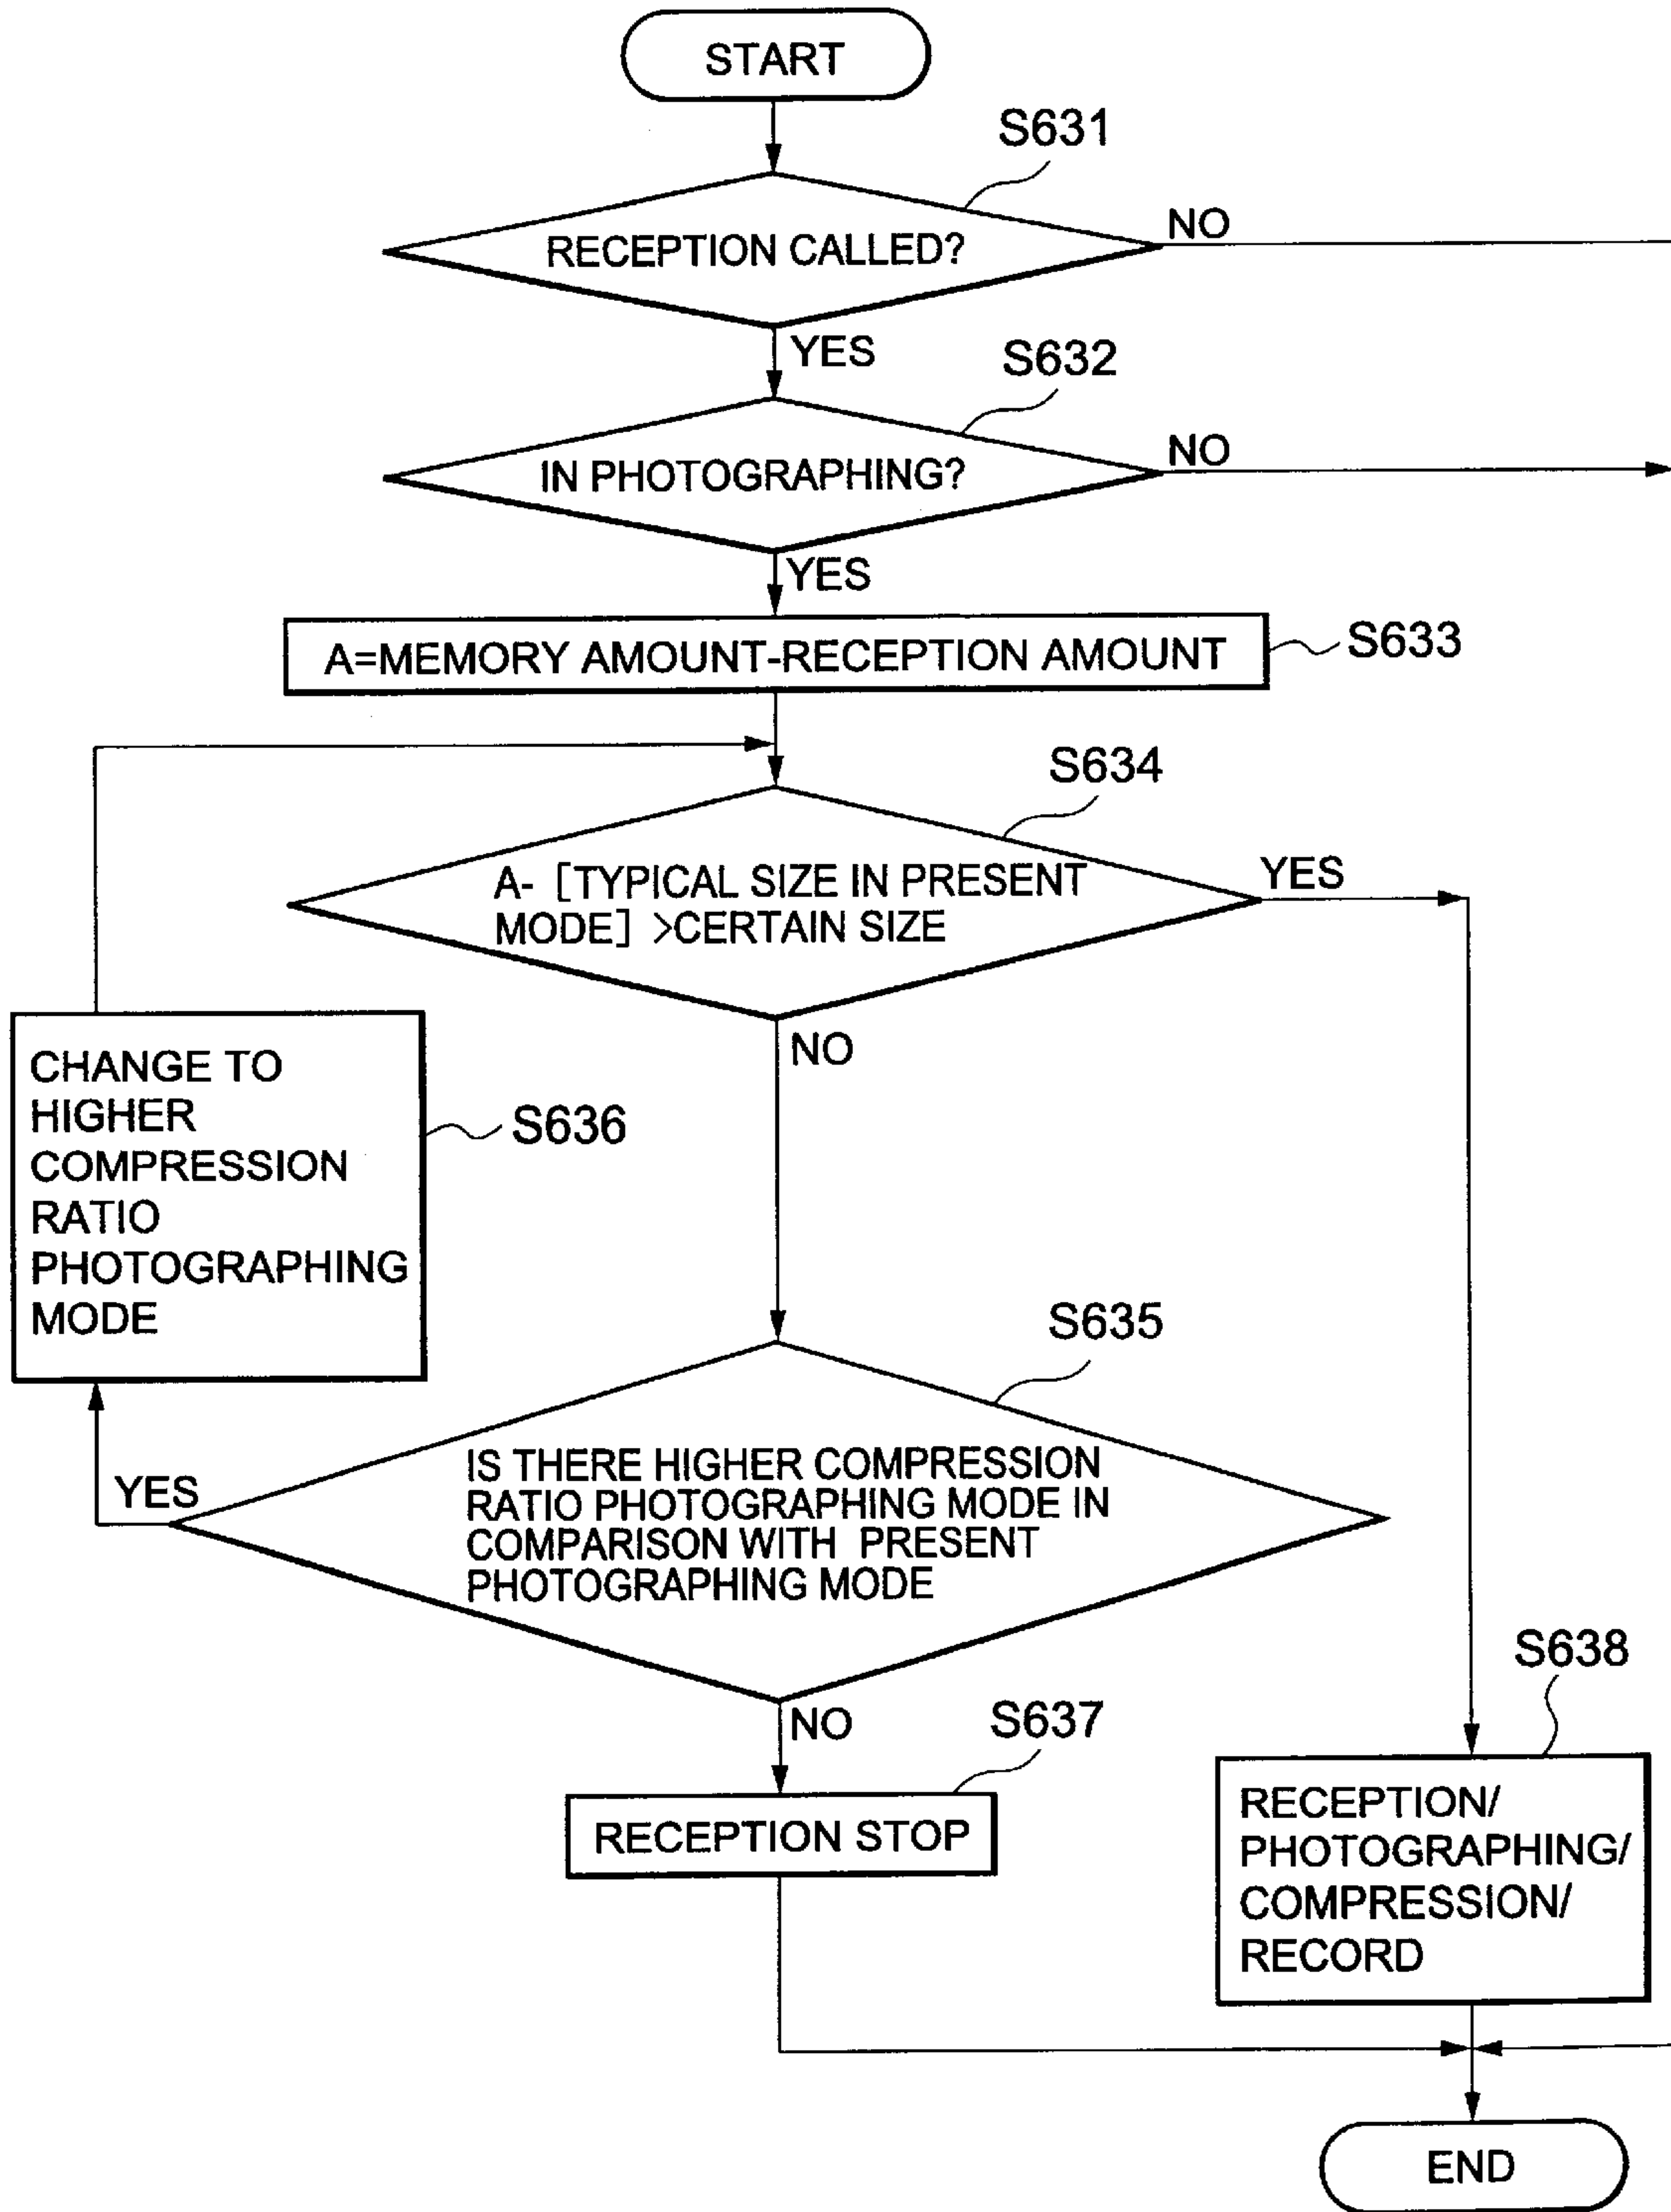 START
S631
RECEPTION CALLED?
NO
YES
S632
IN PHOTOGRAPHING?
NO
YES
A=MEMORY AMOUNT-RECEPTION AMOUNT
S633
S634
A- [TYPICAL SIZE IN PRESENT
MODE] >CERTAIN SIZE
YES
NO
CHANGE TO
HIGHER
COMPRESSION
RATIO
PHOTOGRAPHING
MODE
S636
S635
IS THERE HIGHER COMPRESSION
RATIO PHOTOGRAPHING MODE IN
COMPARISON WITH PRESENT
PHOTOGRAPHING MODE
YES
NO
S637
RECEPTION STOP
S638
RECEPTION/
PHOTOGRAPHING/
COMPRESSION/
RECORD
END